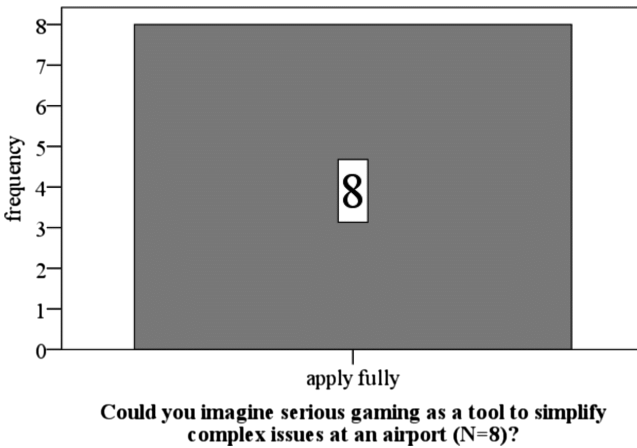 8
7
6
5
4
3
2
1
0
frequency
8
apply fully
Could you imagine serious gaming as a tool to simplify
complex issues at an airport (N=8)?